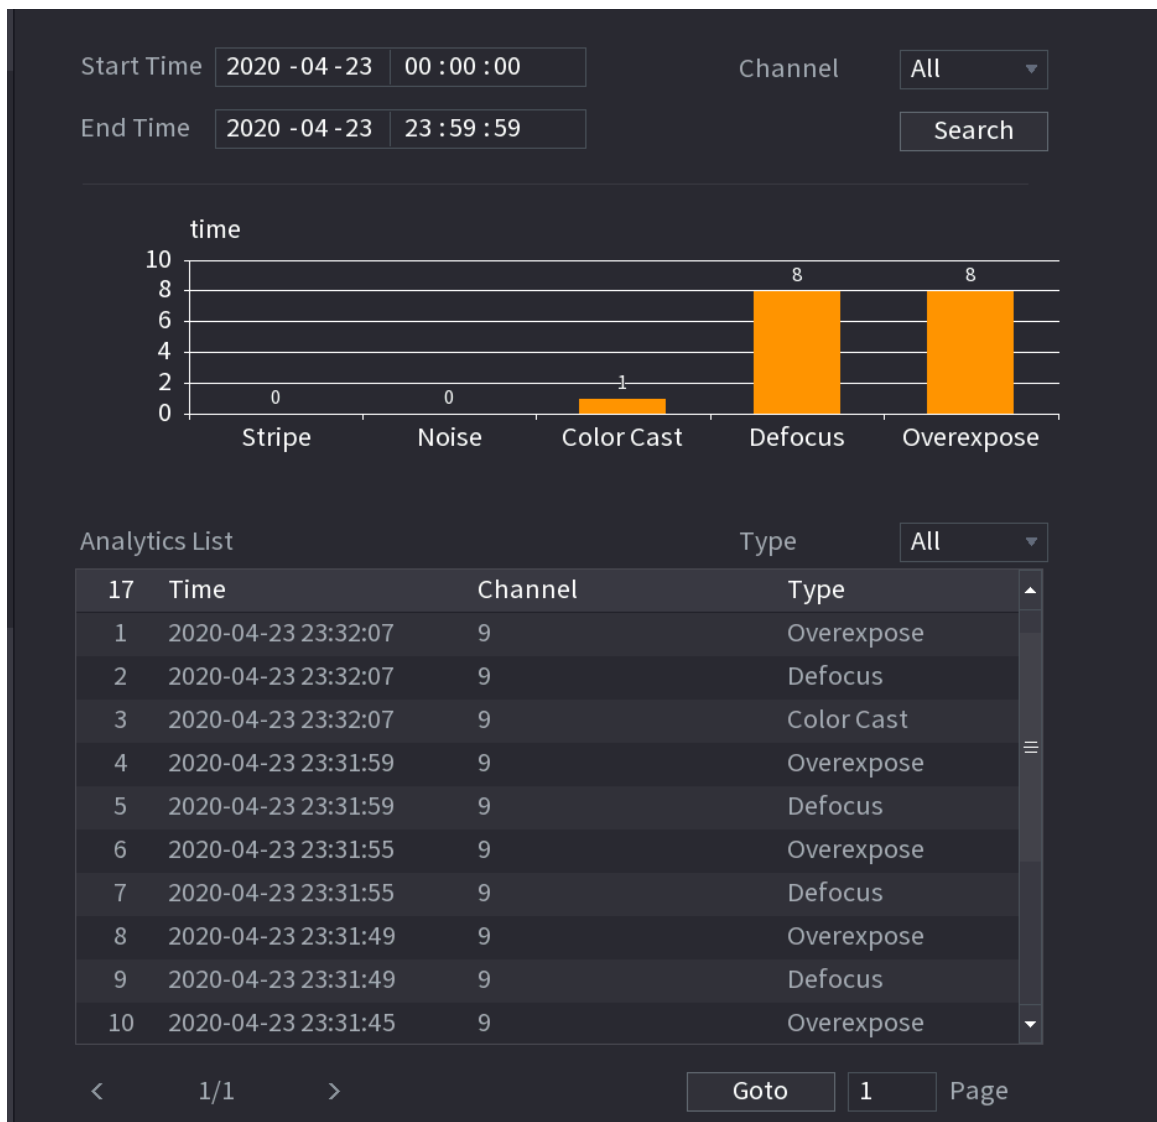 Start Time 2020 -04 -23 00 : 00 : 00 Channel All
End Time 2020 -04 -23 23 : 59 : 59 Search
time
10
8
6
4
2
0
0 0 1 8 8
Stripe Noise Color Cast Defocus Overexpose
Analytics List Type All
17 Time Channel Type
1 2020-04-23 23:32:07 9 Overexpose
2 2020-04-23 23:32:07 9 Defocus
3 2020-04-23 23:32:07 9 Color Cast
4 2020-04-23 23:31:59 9 Overexpose
5 2020-04-23 23:31:59 9 Defocus
6 2020-04-23 23:31:55 9 Overexpose
7 2020-04-23 23:31:55 9 Defocus
8 2020-04-23 23:31:49 9 Overexpose
9 2020-04-23 23:31:49 9 Defocus
10 2020-04-23 23:31:45 9 Overexpose
< 1/1 > Goto 1 Page